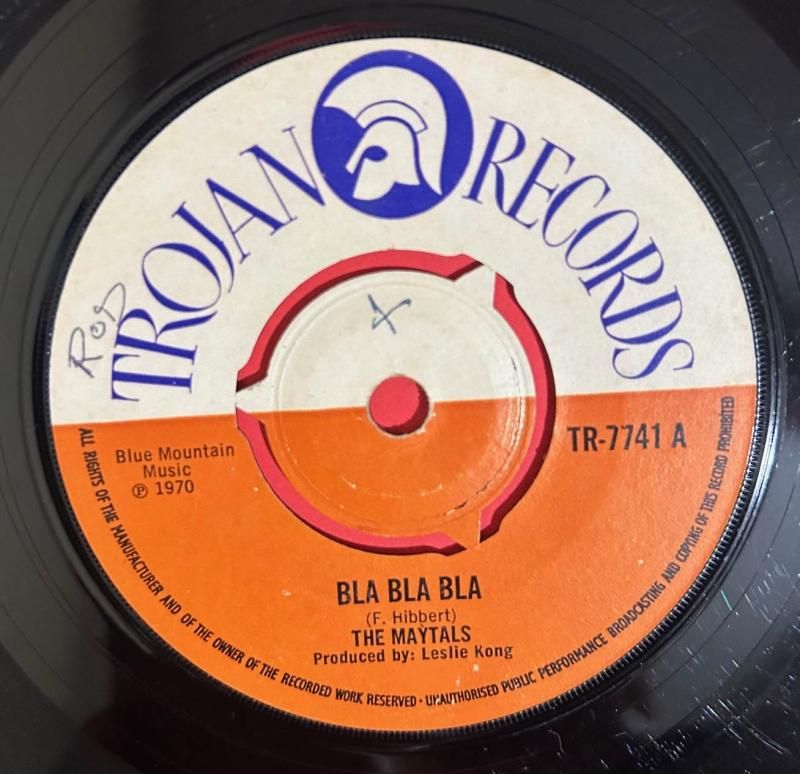 TROJAN RECORDS
ROD
X
Blue Mountain
Music
℗ 1970
TR-7741 A
BLA BLA BLA
(F. Hibbert)
THE MAYTALS
Produced by: Leslie Kong
ALL RIGHTS OF THE MANUFACTURER AND OF THE OWNER OF THE RECORDED WORK RESERVED · UNAUTHORISED PUBLIC PERFORMANCE BROADCASTING AND COPYING OF THIS RECORD PROHIBITED